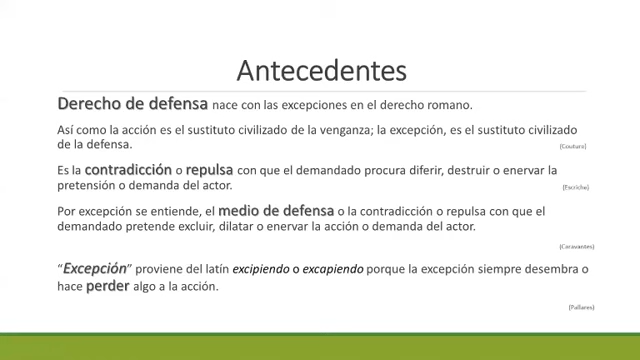 Antecedentes
Derecho de defensa nace con las excepciones en el derecho romano.
Así como la acción es el sustituto civilizado de la venganza; la excepción, es el sustituto civilizado
de la defensa.
(Couture)
Es la contradicción o repulsa con que el demandado procura diferir, destruir o enervar la
pretensión o demanda del actor.
(Escriche)
Por excepción se entiende, el medio de defensa o la contradicción o repulsa con que el
demandado pretende excluir, dilatar o enervar la acción o demanda del actor.
(Caravantes)
“Excepción” proviene del latín excipiendo o excapiendo porque la excepción siempre desembra o
hace perder algo a la acción.
(Pallares)